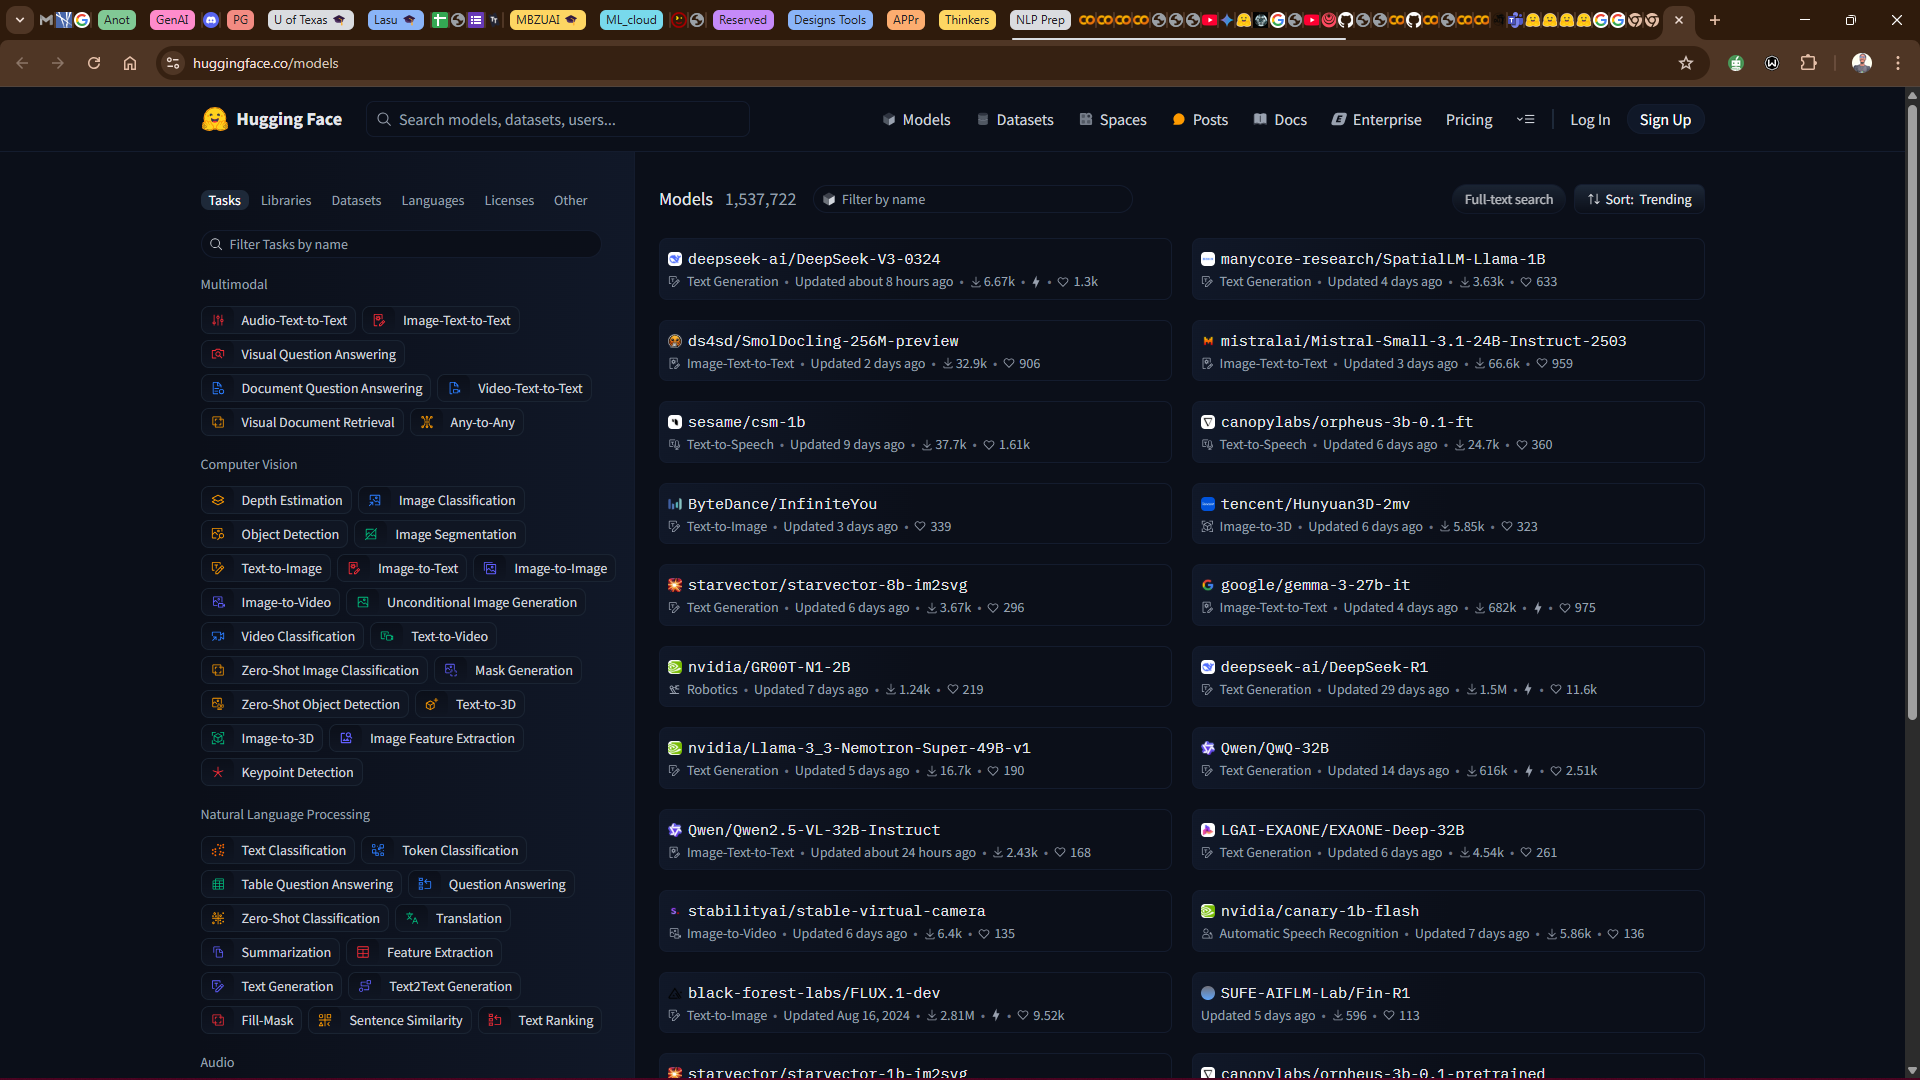 Anot
GenAI
PG
U of Texas 🎓
Lasu 🎓
MBZUAI 🎓
ML_cloud
Reserved
Designs Tools
APPr
Thinkers
NLP Prep
huggingface.co/models
Hugging Face
Search models, datasets, users...
Models
Datasets
Spaces
Posts
Docs
Enterprise
Pricing
Log In
Sign Up
Tasks Libraries Datasets Languages Licenses Other
Filter Tasks by name
Multimodal
Audio-Text-to-Text Image-Text-to-Text
Visual Question Answering
Document Question Answering Video-Text-to-Text
Visual Document Retrieval Any-to-Any
Computer Vision
Depth Estimation Image Classification
Object Detection Image Segmentation
Text-to-Image Image-to-Text Image-to-Image
Image-to-Video Unconditional Image Generation
Video Classification Text-to-Video
Zero-Shot Image Classification Mask Generation
Zero-Shot Object Detection Text-to-3D
Image-to-3D Image Feature Extraction
Keypoint Detection
Natural Language Processing
Text Classification Token Classification
Table Question Answering Question Answering
Zero-Shot Classification Translation
Summarization Feature Extraction
Text Generation Text2Text Generation
Fill-Mask Sentence Similarity Text Ranking
Audio
Models 1,537,722 Filter by name
Full-text search Sort: Trending
deepseek-ai/DeepSeek-V3-0324
Text Generation • Updated about 8 hours ago • 6.67k • 1.3k
manycore-research/SpatialLM-Llama-1B
Text Generation • Updated 4 days ago • 3.63k • 633
ds4sd/SmolDocling-256M-preview
Image-Text-to-Text • Updated 2 days ago • 32.9k • 906
mistralai/Mistral-Small-3.1-24B-Instruct-2503
Image-Text-to-Text • Updated 3 days ago • 66.6k • 959
sesame/csm-1b
Text-to-Speech • Updated 9 days ago • 37.7k • 1.61k
canopylabs/orpheus-3b-0.1-ft
Text-to-Speech • Updated 6 days ago • 24.7k • 360
ByteDance/InfiniteYou
Text-to-Image • Updated 3 days ago • 339
tencent/Hunyuan3D-2mv
Image-to-3D • Updated 6 days ago • 5.85k • 323
starvector/starvector-8b-im2svg
Text Generation • Updated 6 days ago • 3.67k • 296
google/gemma-3-27b-it
Image-Text-to-Text • Updated 4 days ago • 682k • 975
nvidia/GR00T-N1-2B
Robotics • Updated 7 days ago • 1.24k • 219
deepseek-ai/DeepSeek-R1
Text Generation • Updated 29 days ago • 1.5M • 11.6k
nvidia/Llama-3_3-Nemotron-Super-49B-v1
Text Generation • Updated 5 days ago • 16.7k • 190
Qwen/QwQ-32B
Text Generation • Updated 14 days ago • 616k • 2.51k
Qwen/Qwen2.5-VL-32B-Instruct
Image-Text-to-Text • Updated about 24 hours ago • 2.43k • 168
LGAI-EXAONE/EXAONE-Deep-32B
Text Generation • Updated 6 days ago • 4.54k • 261
stabilityai/stable-virtual-camera
Image-to-Video • Updated 6 days ago • 6.4k • 135
nvidia/canary-1b-flash
Automatic Speech Recognition • Updated 7 days ago • 5.86k • 136
black-forest-labs/FLUX.1-dev
Text-to-Image • Updated Aug 16, 2024 • 2.81M • 9.52k
SUFE-AIFLM-Lab/Fin-R1
Updated 5 days ago • 596 • 113
starvector/starvector-1b-im2svg
canopylabs/orpheus-3b-0.1-pretrained